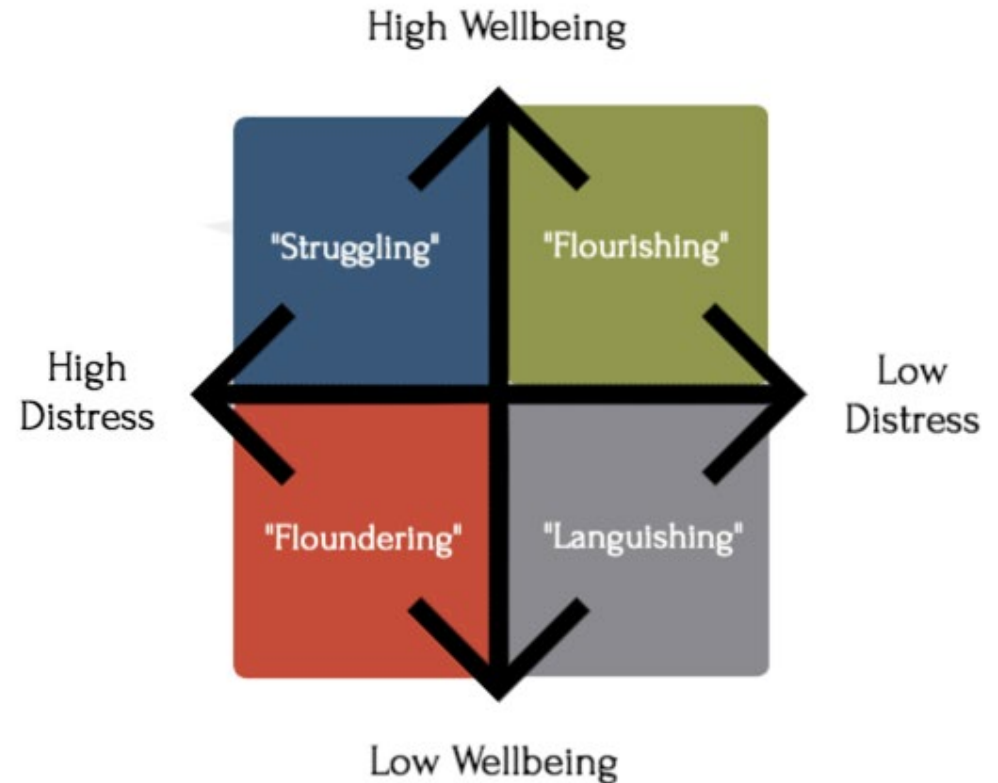 High Wellbeing
"Struggling"
"Flourishing"
High
Distress
Low
Distress
"Floundering"
"Languishing"
Low Wellbeing